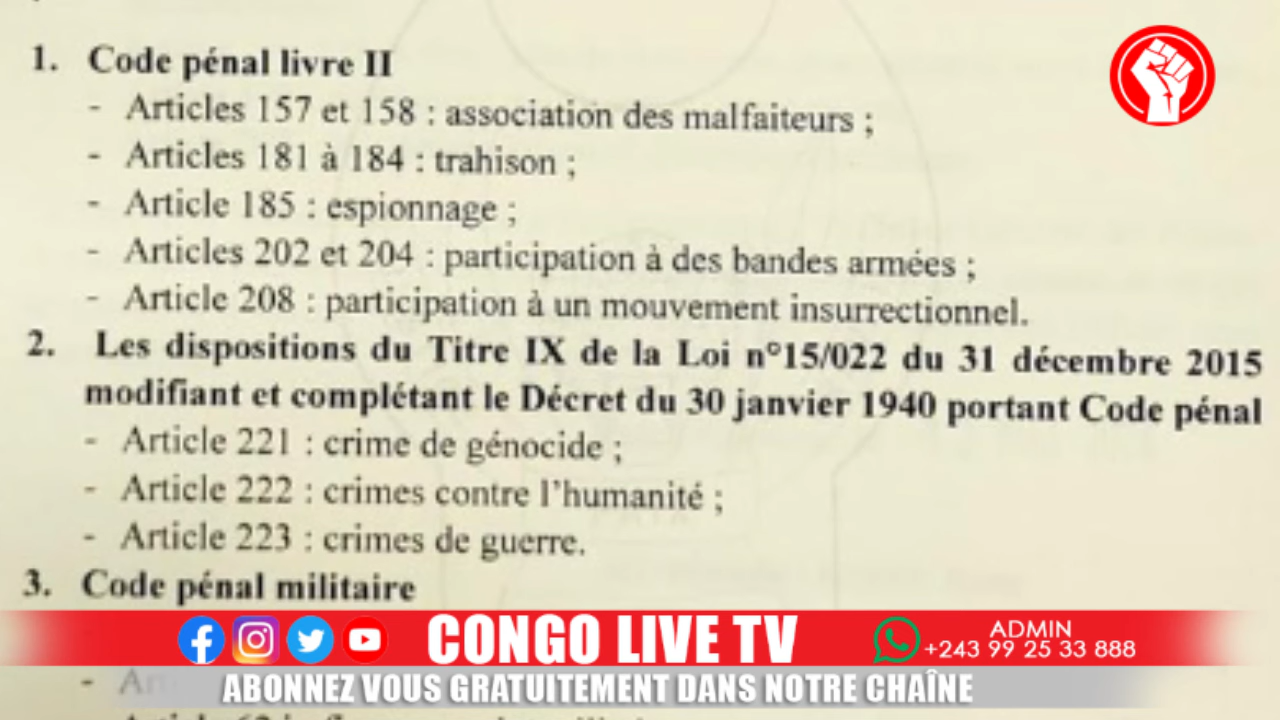 1. Code pénal livre II
- Articles 157 et 158 : association des malfaiteurs ;
- Articles 181 à 184 : trahison ;
- Article 185 : espionnage ;
- Articles 202 et 204 : participation à des bandes armées ;
- Article 208 : participation à un mouvement insurrectionnel.
2. Les dispositions du Titre IX de la Loi n°15/022 du 31 décembre 2015
modifiant et complétant le Décret du 30 janvier 1940 portant Code pénal
- Article 221 : crime de génocide ;
- Article 222 : crimes contre l'humanité ;
- Article 223 : crimes de guerre.
3. Code pénal militaire
CONGO LIVE TV
ADMIN
+243 99 25 33 888
ABONNEZ VOUS GRATUITEMENT DANS NOTRE CHAÎNE